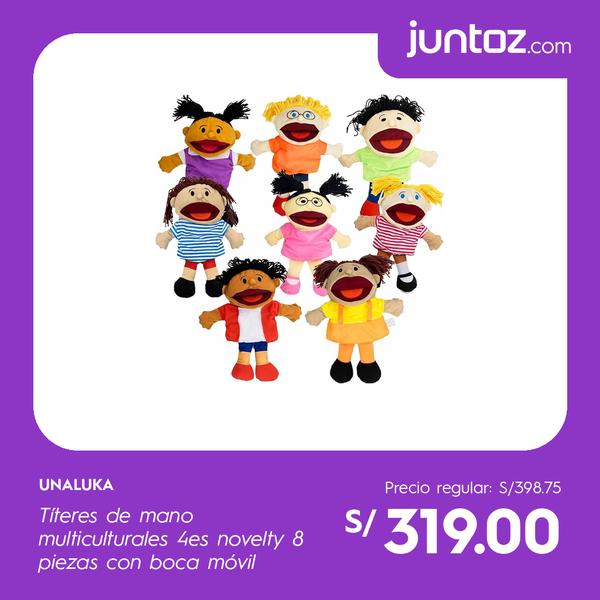 juntoz.com
UNALUKA
Títeres de mano
multiculturales 4es novelty 8
piezas con boca móvil
Precio regular: S/398.75
S/319.00